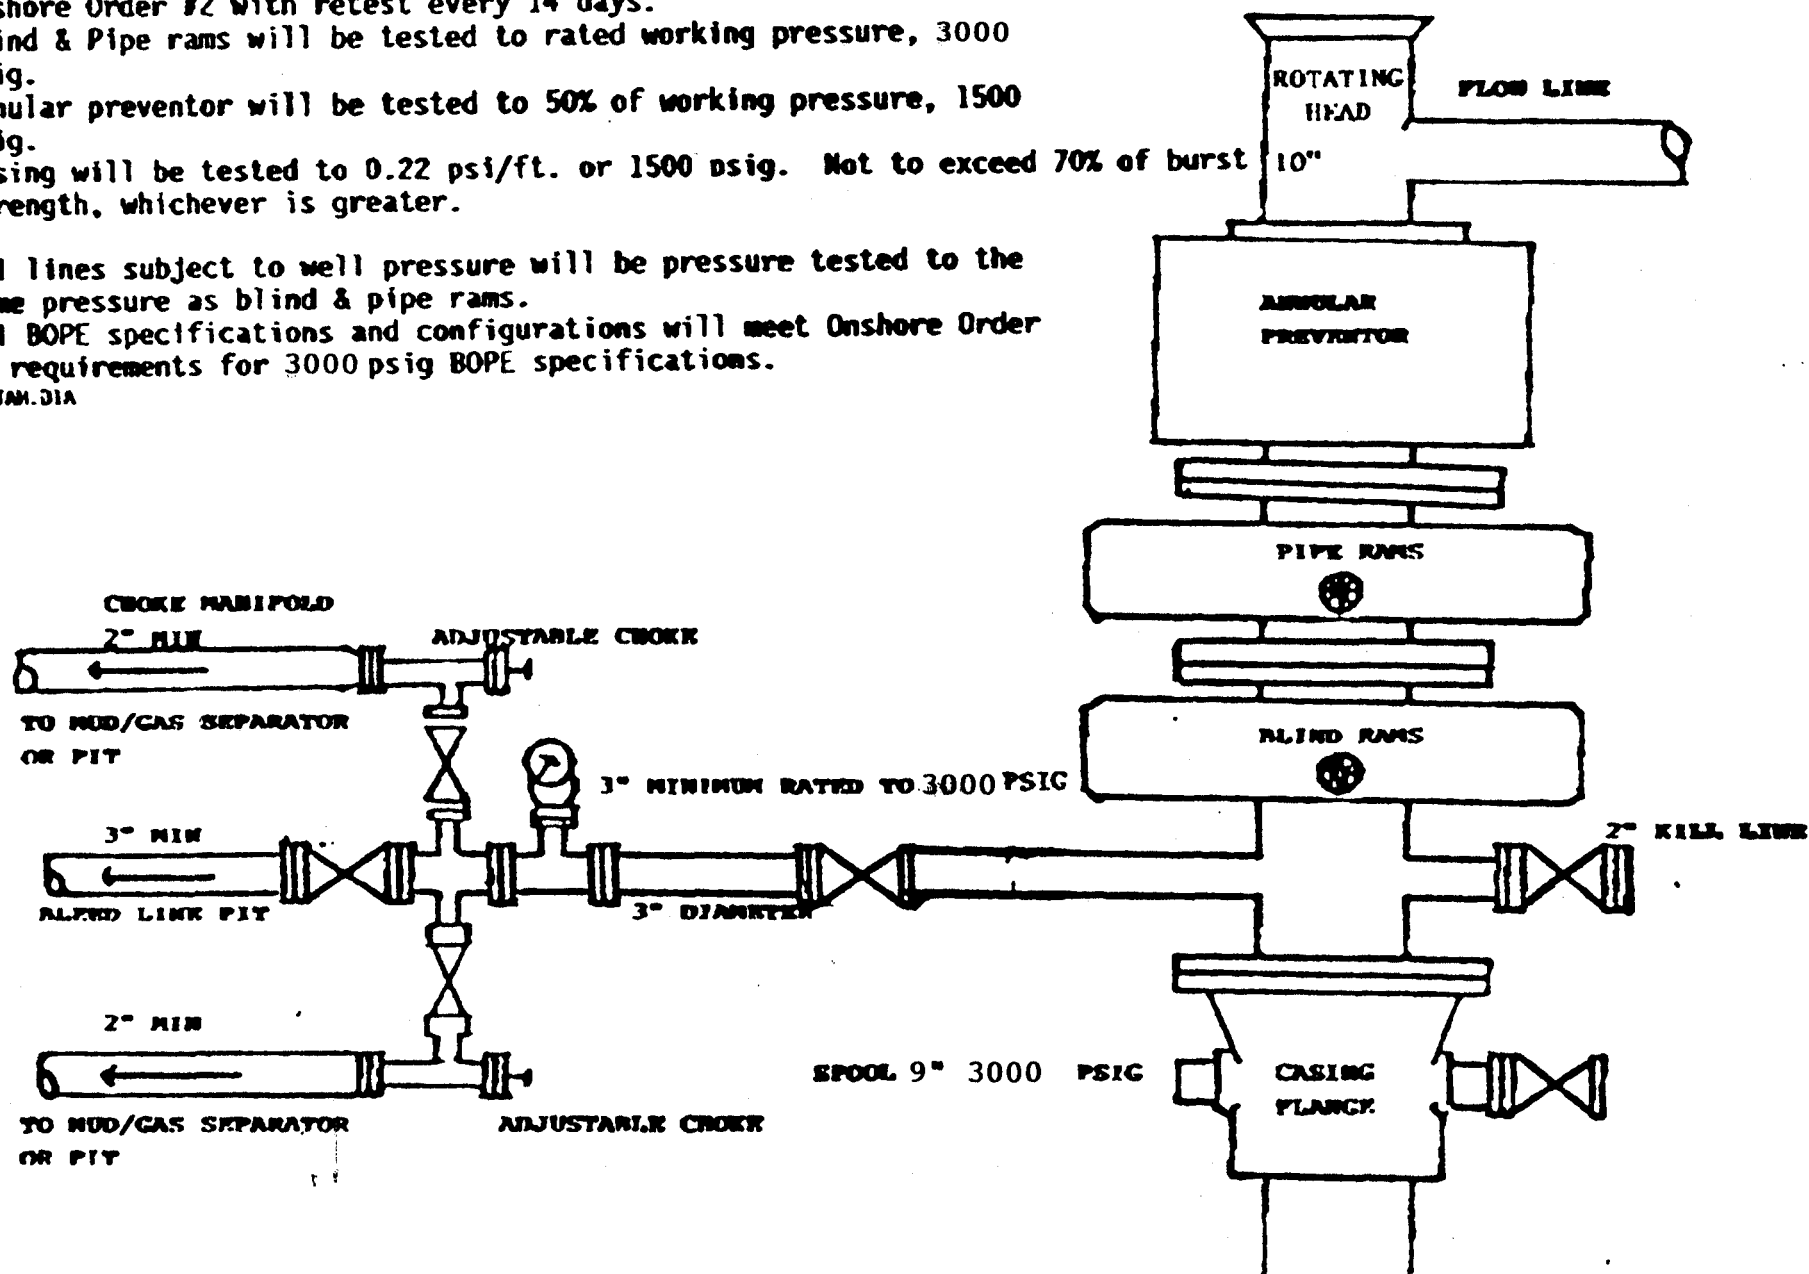 shore Order #2 with retest every 14 days.
ind & Pipe rams will be tested to rated working pressure, 3000
ig.
nular preventor will be tested to 50% of working pressure, 1500
ig.
sing will be tested to 0.22 psi/ft. or 1500 psig. Not to exceed 70% of burst
rength, whichever is greater.
l lines subject to well pressure will be pressure tested to the
me pressure as blind & pipe rams.
l BOPE specifications and configurations will meet Onshore Order
requirements for 3000 psig BOPE specifications.
ROTATING
HEAD
FLOW LINE
10"
ANNULAR
PREVENTOR
PIPE RAMS
CHOKE MANIFOLD
2" MIN
ADJUSTABLE CHOKE
TO MUD/GAS SEPARATOR
OR PIT
BLIND RAMS
3" MINIMUM RATED TO 3000 PSIG
3" MIN
2" KILL LINE
BLEED LINE PIT
3" DIAMETER
2" MIN
SPOOL 9" 3000 PSIG
CASING
FLANGE
TO MUD/GAS SEPARATOR
OR PIT
ADJUSTABLE CHOKE